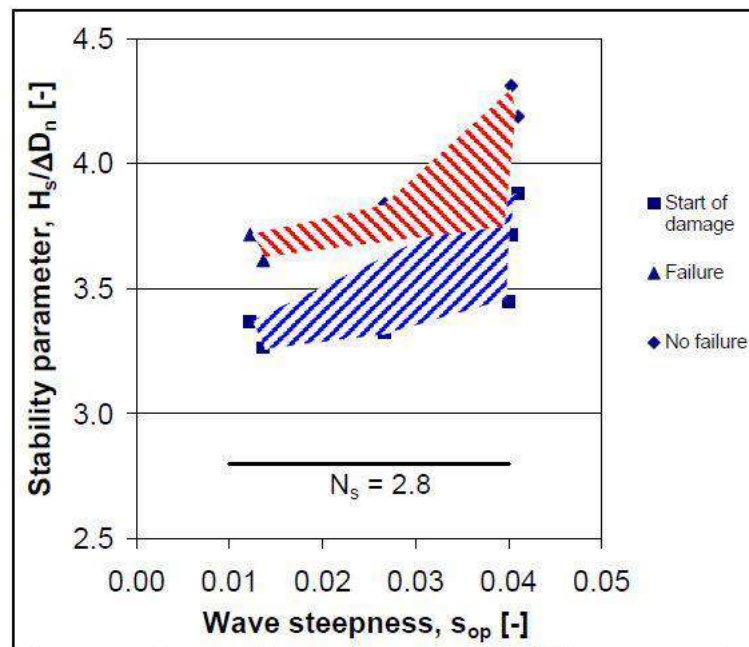 Stability parameter, Hₛ/ΔDₙ [-]
4.5
4.0
3.5
3.0
2.5
Nₛ = 2.8
0.00 0.01 0.02 0.03 0.04 0.05
Wave steepness, sₒₚ [-]
Start of
damage
Failure
No failure